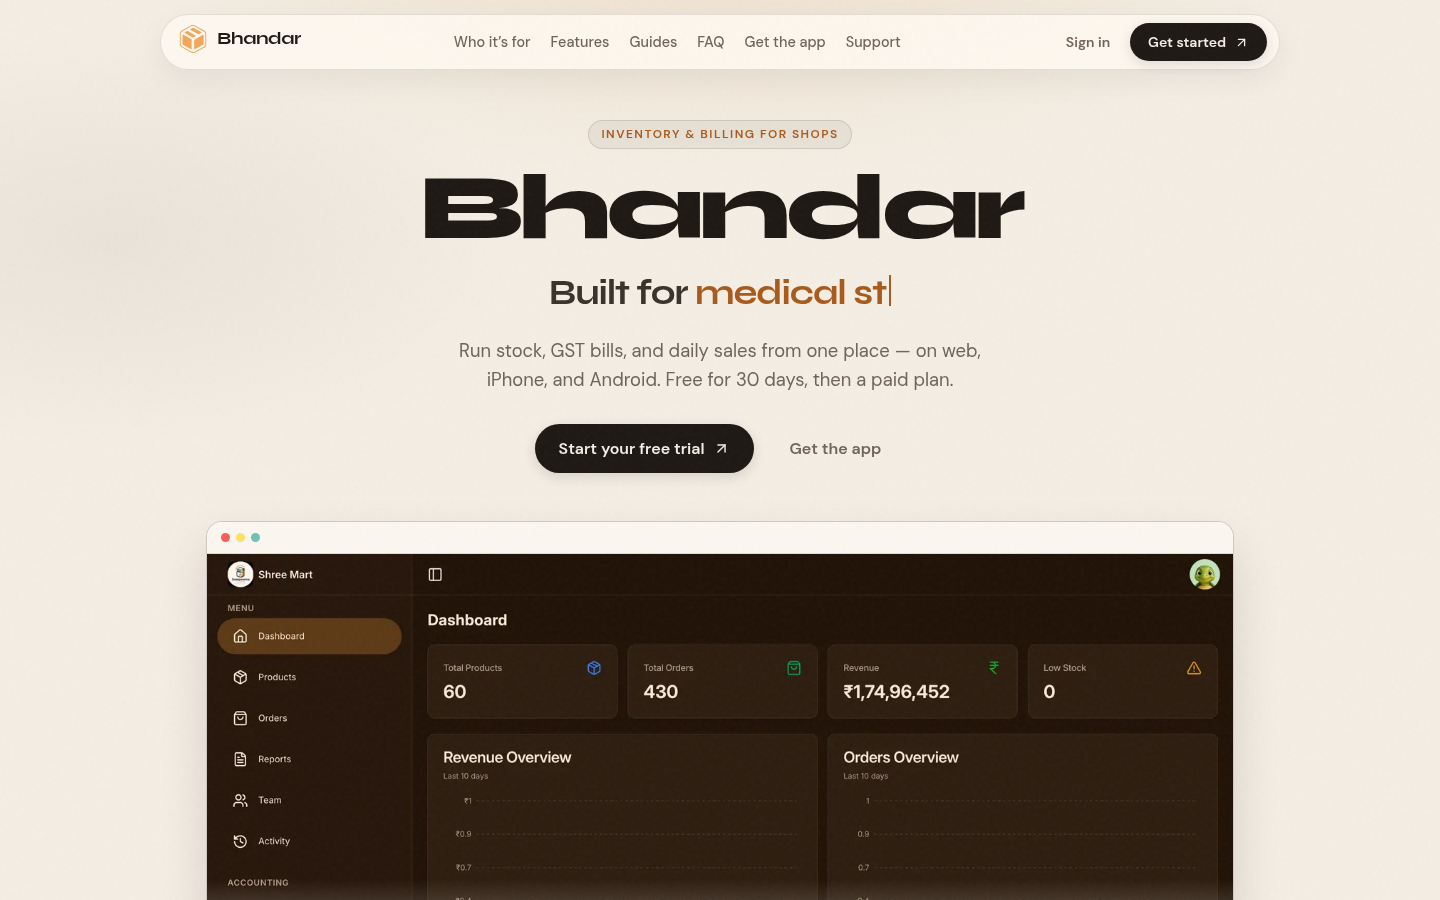 Bhandar
Who it's for Features Guides FAQ Get the app Support
Sign in Get started
INVENTORY & BILLING FOR SHOPS
Bhandar
Built for medical st
Run stock, GST bills, and daily sales from one place — on web,
iPhone, and Android. Free for 30 days, then a paid plan.
Start your free trial Get the app
Shree Mart
MENU
Dashboard
Products
Orders
Reports
Team
Activity
ACCOUNTING
Dashboard
Total Products
60
Total Orders
430
Revenue
₹
₹1,74,96,452
Low Stock
0
Revenue Overview
Last 10 days
₹1
₹0.9
₹0.7
Orders Overview
Last 10 days
1
0.9
0.7